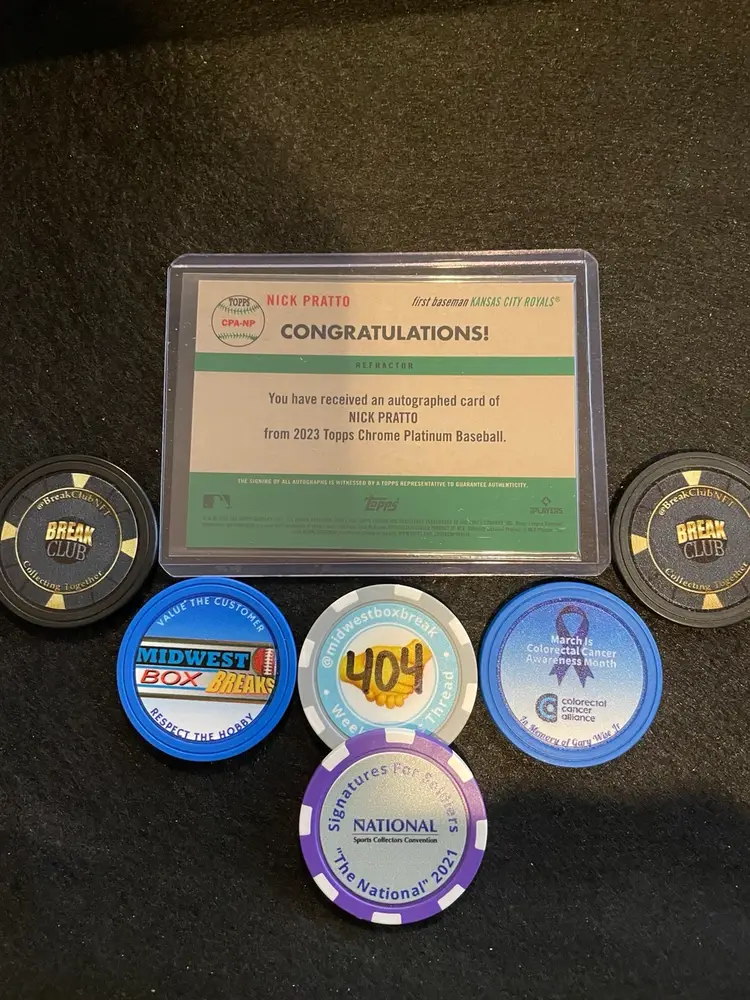 TOPPS
CPA-NP
NICK PRATTO
first baseman KANSAS CITY ROYALS®
CONGRATULATIONS!
REFRACTOR
You have received an autographed card of
NICK PRATTO
from 2023 Topps Chrome Platinum Baseball.
THE SIGNING OF ALL AUTOGRAPHS IS WITNESSED BY A TOPPS REPRESENTATIVE TO GUARANTEE AUTHENTICITY.
Topps
PLAYERS
@BreakClubNFT
BREAK
CLUB
Collecting Together
@BreakClubNFT
BREAK
CLUB
Collecting Together
VALUE THE CUSTOMER
MIDWEST
BOX BREAKS
RESPECT THE HOBBY
@midwestboxbreak
404
Thread
March Is
Colorectal Cancer
Awareness Month
colorectal
cancer
alliance
In Memory of Gary Wise Jr
Signatures For Soldiers
NATIONAL
Sports Collectors Convention
"The National" 2021